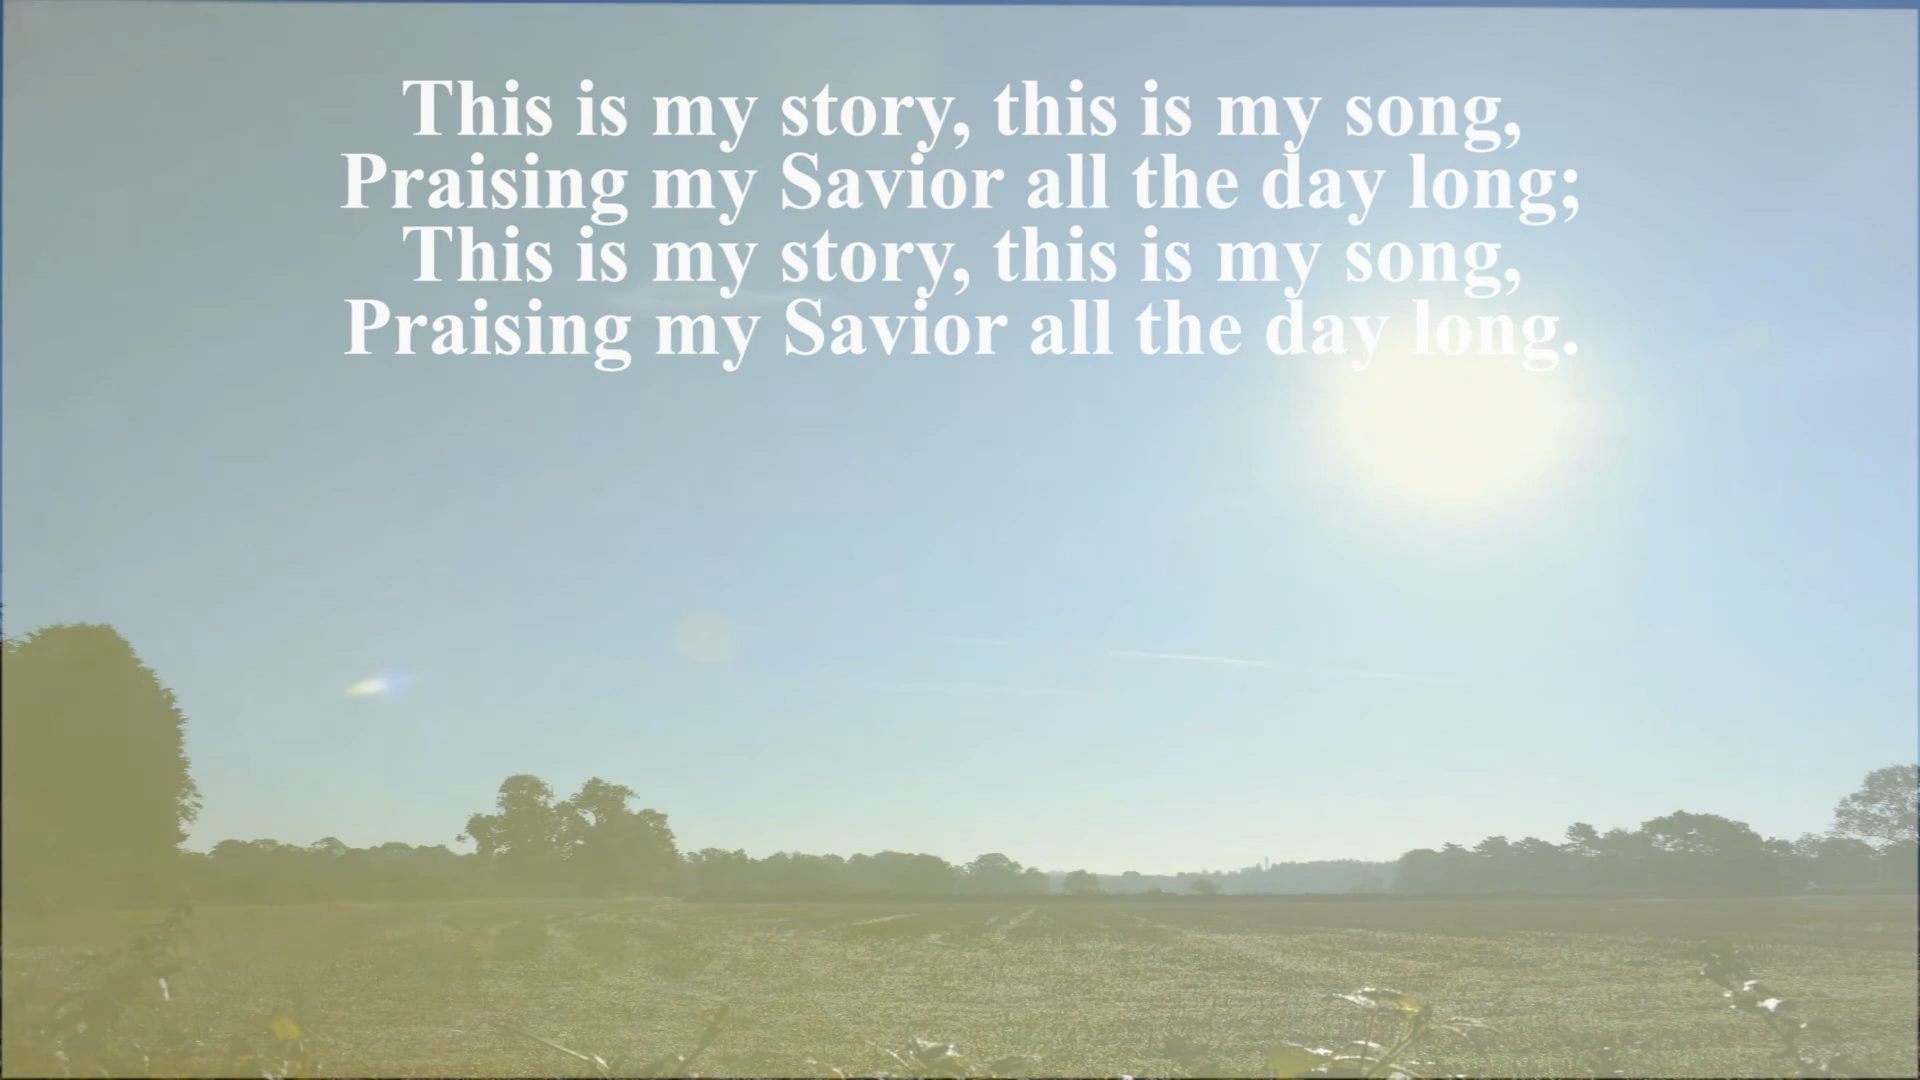 This is my story, this is my song,
Praising my Savior all the day long;
This is my story, this is my song,
Praising my Savior all the day long.